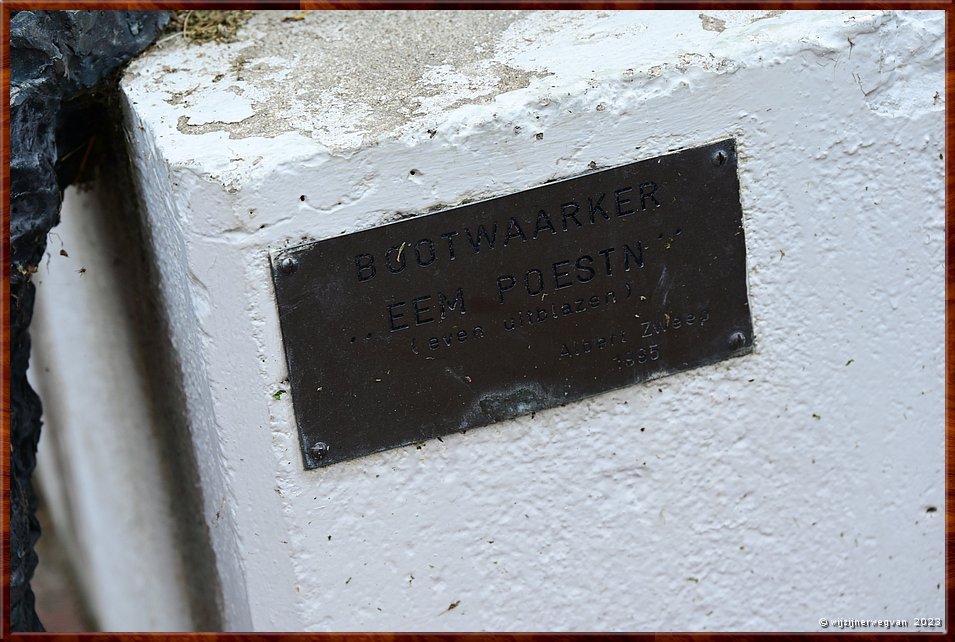 BOOTWAARKER
,, EEM POESTN ''
(even uitblazen)
Albert Zweep
1985
© wijzijnerwegvan 2023